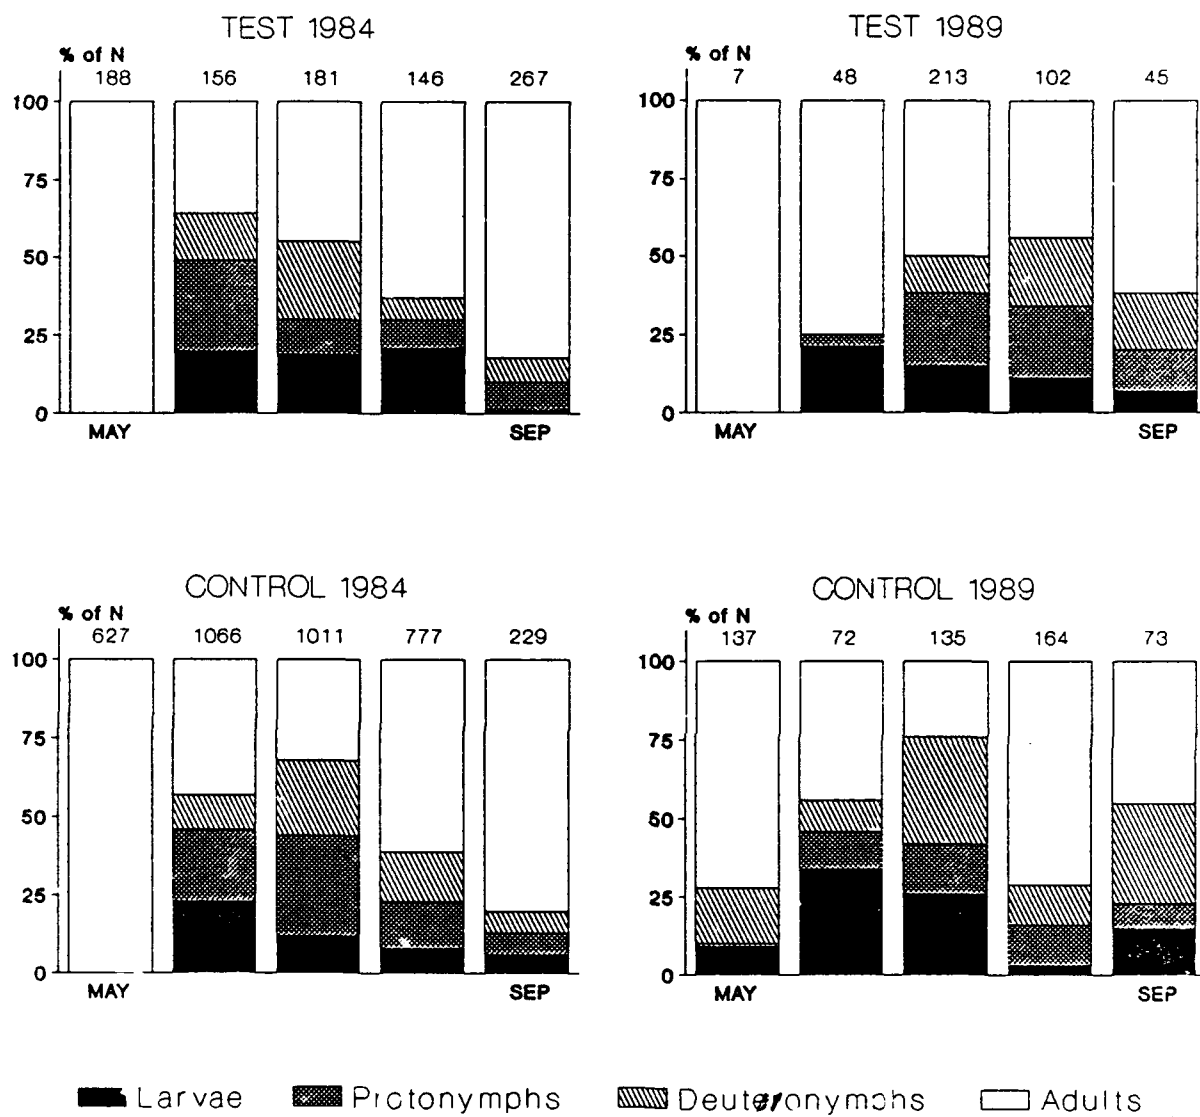 TEST 1984
% of N
188 156 181 146 267
100
75
50
25
0
MAY SEP
TEST 1989
% of N
7 48 213 102 45
100
75
50
25
0
MAY SEP
CONTROL 1984
% of N
627 1066 1011 777 229
100
75
50
25
0
MAY SEP
CONTROL 1989
% of N
137 72 135 164 73
100
75
50
25
0
MAY SEP
Larvae Protonymphs Deuteronymphs Adults